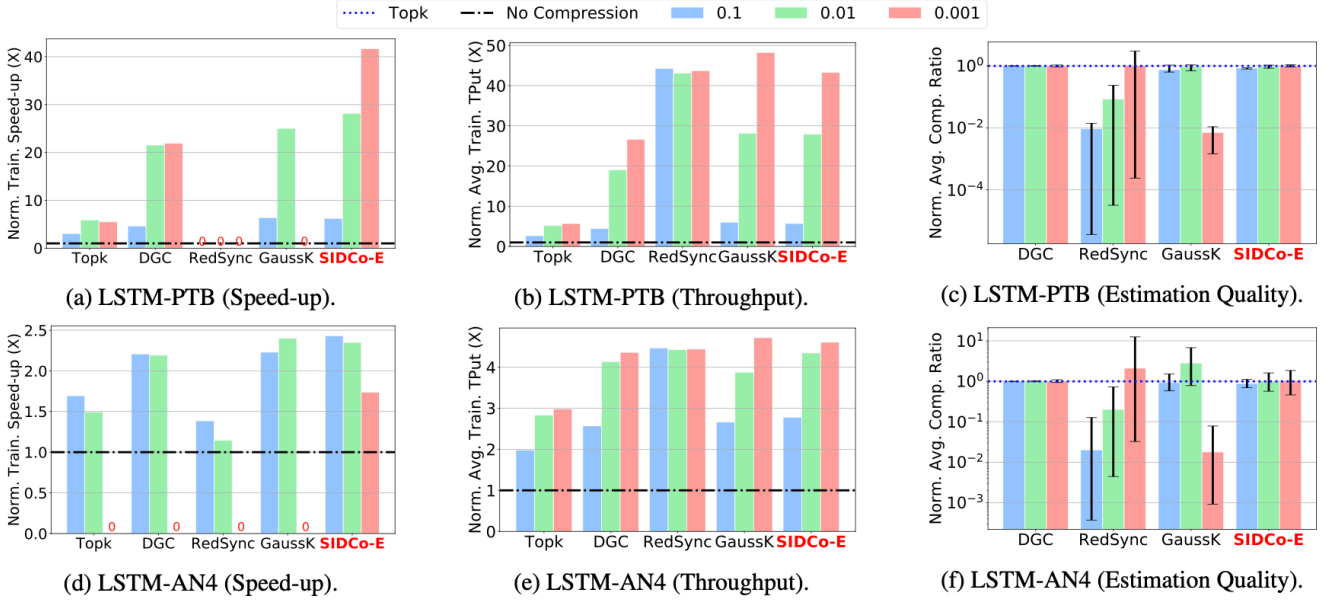 Topk No Compression 0.1 0.01 0.001
Norm. Train. Speed-up (X)
40
30
20
10
0
0 0 0 0
Topk DGC RedSync GaussK SIDCo-E
(a) LSTM-PTB (Speed-up).
Norm. Avg. Train. TPut (X)
50
40
30
20
10
0
Topk DGC RedSync GaussK SIDCo-E
(b) LSTM-PTB (Throughput).
Norm. Avg. Comp. Ratio
10⁰
10⁻²
10⁻⁴
DGC RedSync GaussK SIDCo-E
(c) LSTM-PTB (Estimation Quality).
Norm. Train. Speed-up (X)
2.5
2.0
1.5
1.0
0.5
0.0
0 0 0 0
Topk DGC RedSync GaussK SIDCo-E
(d) LSTM-AN4 (Speed-up).
Norm. Avg. Train. TPut (X)
4
3
2
1
0
Topk DGC RedSync GaussK SIDCo-E
(e) LSTM-AN4 (Throughput).
Norm. Avg. Comp. Ratio
10¹
10⁰
10⁻¹
10⁻²
10⁻³
DGC RedSync GaussK SIDCo-E
(f) LSTM-AN4 (Estimation Quality).